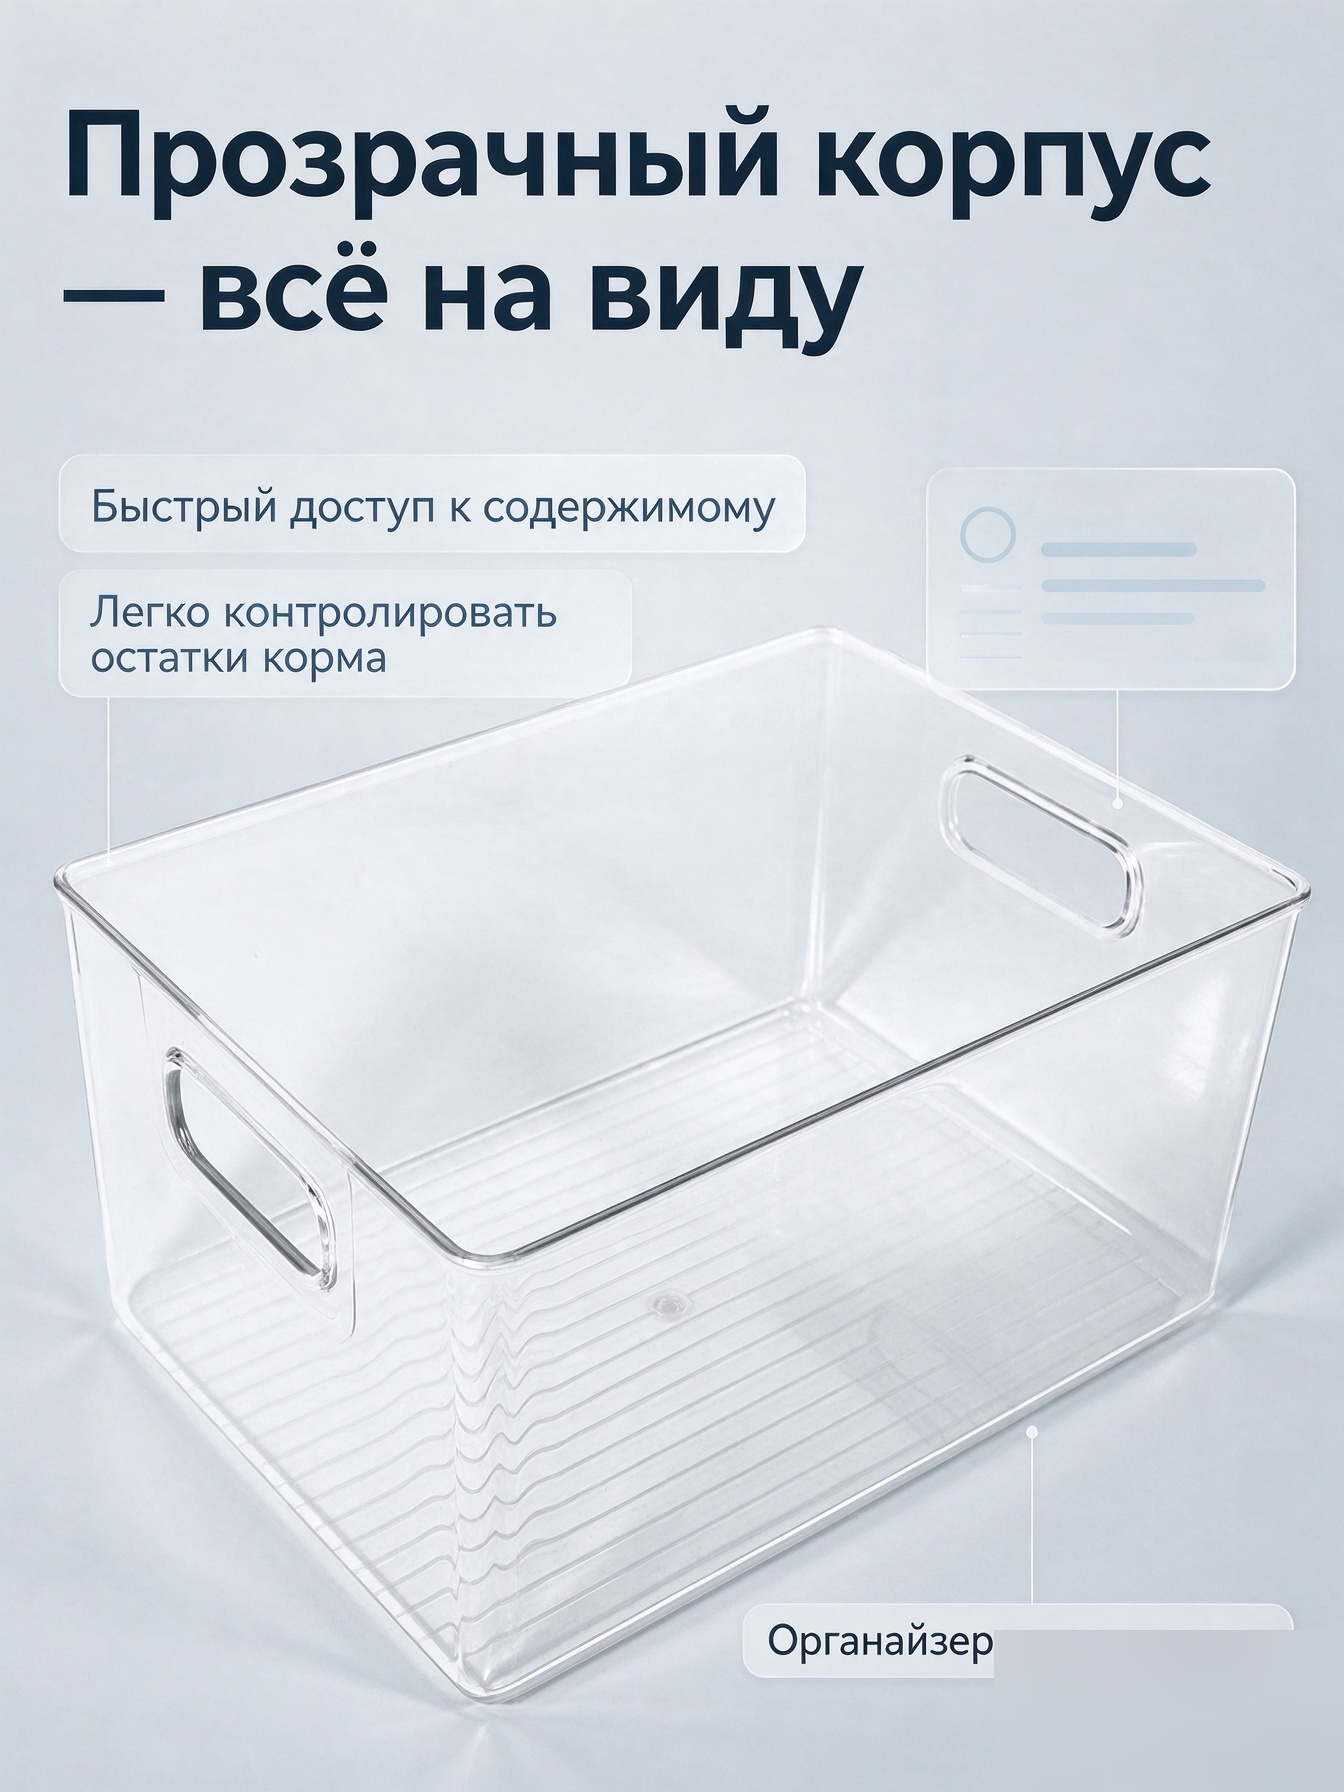 Прозрачный корпус
— всё на виду
Быстрый доступ к содержимому
Легко контролировать
остатки корма
Органайзер